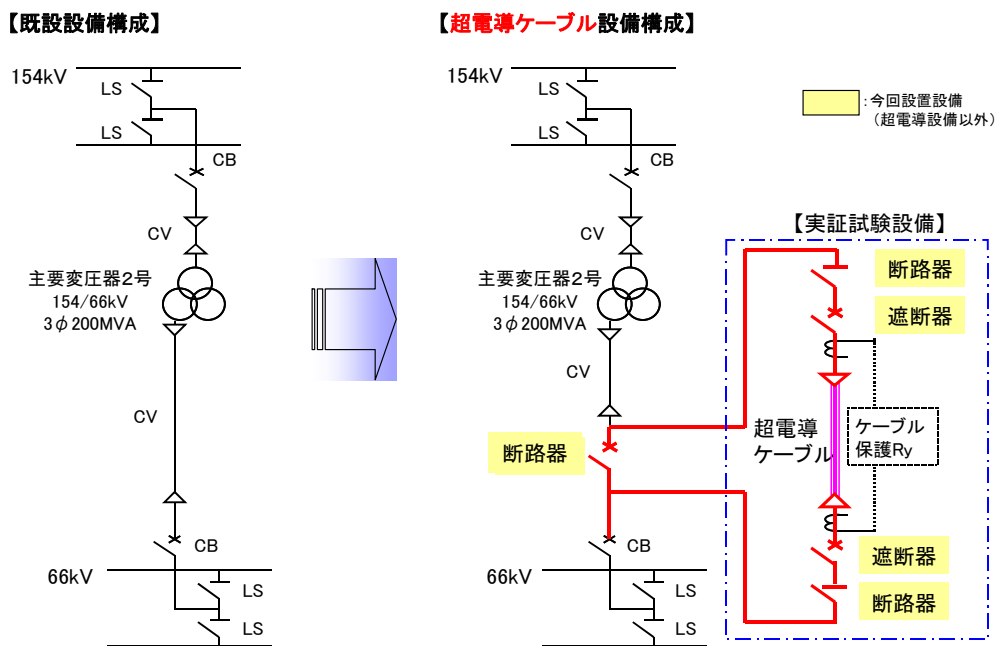 【既設設備構成】
154kV
LS
LS
CB
CV
主要変圧器2号
154/66kV
3φ200MVA
CV
CB
66kV
LS
LS
【超電導ケーブル設備構成】
154kV
LS
LS
CB
CV
主要変圧器2号
154/66kV
3φ200MVA
CV
断路器
CB
66kV
LS
LS
:今回設置設備
(超電導設備以外)
【実証試験設備】
断路器
遮断器
超電導
ケーブル
ケーブル
保護Ry
遮断器
断路器